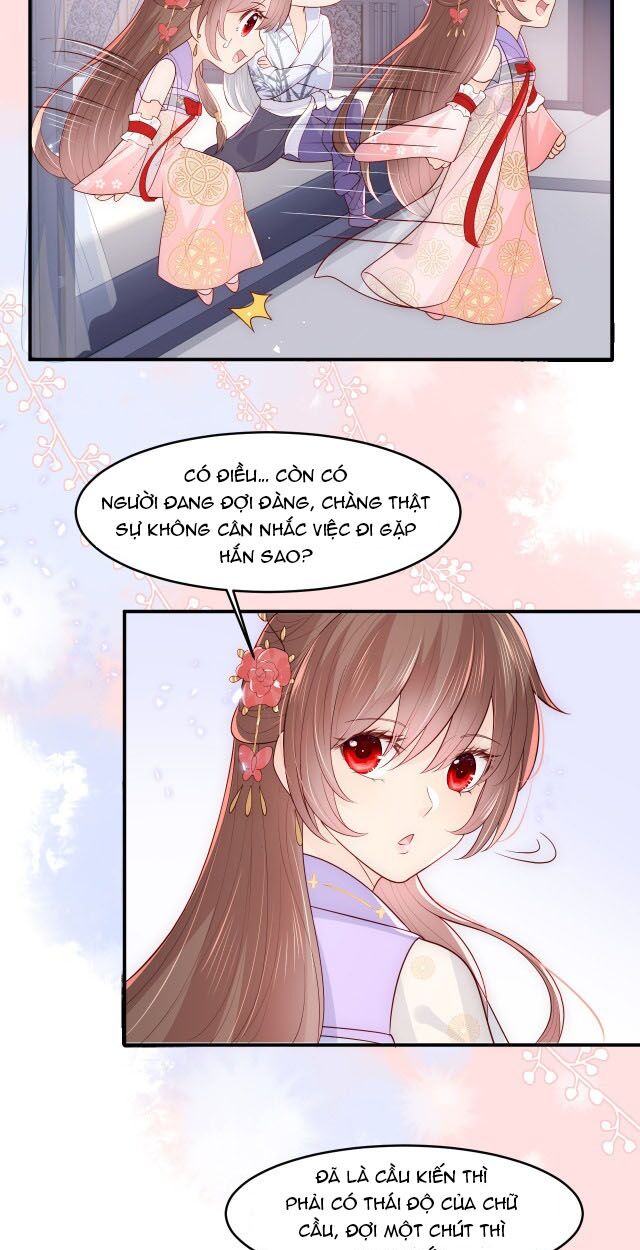 CÓ ĐIỀU... CÒN CÓ
NGƯỜI ĐANG ĐỢI ĐÀNG, CHÀNG THẬT
SỰ KHÔNG CÂN NHẮC VIỆC ĐI GẶP
HẮN SAO?
ĐÃ LÀ CẦU KIẾN THÌ
PHẢI CÓ THÁI ĐỘ CỦA CHỮ
CẦU, ĐỢI MỘT CHÚT THÌ